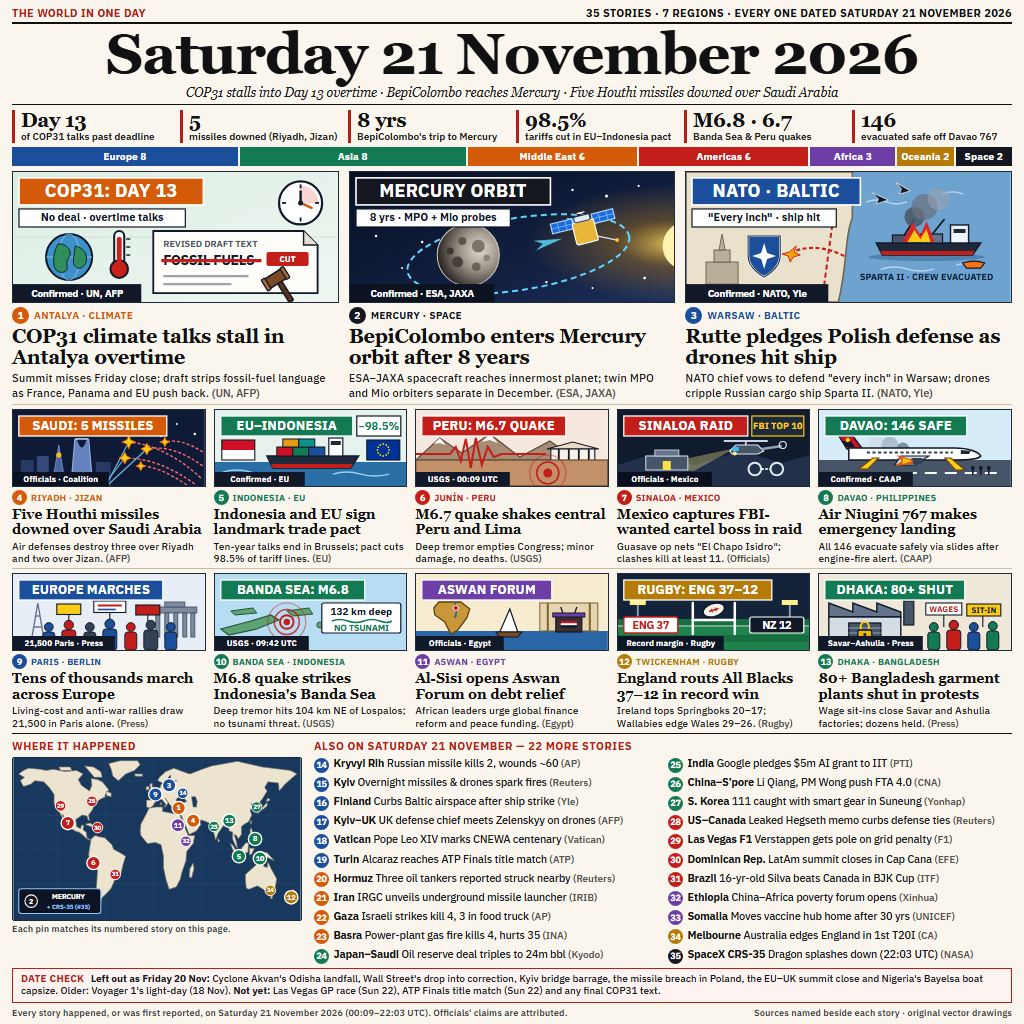 THE WORLD IN ONE DAY
35 STORIES · 7 REGIONS · EVERY ONE DATED SATURDAY 21 NOVEMBER 2026
Saturday 21 November 2026
COP31 stalls into Day 13 overtime · BepiColombo reaches Mercury · Five Houthi missiles downed over Saudi Arabia
Day 13
of COP31 talks past deadline
5
missiles downed (Riyadh, Jizan)
8 yrs
BepiColombo's trip to Mercury
98.5%
tariffs cut in EU–Indonesia pact
M6.8 · 6.7
Banda Sea & Peru quakes
146
evacuated safe off Davao 767
Europe 8
Asia 8
Middle East 6
Americas 6
Africa 3
Oceania 2
Space 2
COP31: DAY 13
No deal · overtime talks
REVISED DRAFT TEXT
FOSSIL FUELS
CUT
Confirmed · UN, AFP
1 ANTALYA · CLIMATE
COP31 climate talks stall in
Antalya overtime
Summit misses Friday close; draft strips fossil-fuel language
as France, Panama and EU push back. (UN, AFP)
MERCURY ORBIT
8 yrs · MPO + Mio probes
Confirmed · ESA, JAXA
2 MERCURY · SPACE
BepiColombo enters Mercury
orbit after 8 years
ESA–JAXA spacecraft reaches innermost planet; twin MPO
and Mio orbiters separate in December. (ESA, JAXA)
NATO · BALTIC
"Every inch" · ship hit
SPARTA II · CREW EVACUATED
Confirmed · NATO, Yle
3 WARSAW · BALTIC
Rutte pledges Polish defense as
drones hit ship
NATO chief vows to defend "every inch" in Warsaw; drones
cripple Russian cargo ship Sparta II. (NATO, Yle)
SAUDI: 5 MISSILES
Officials · Coalition
4 RIYADH · JIZAN
Five Houthi missiles
downed over Saudi Arabia
Air defenses destroy three over Riyadh
and two over Jizan. (AFP)
EU–INDONESIA
−98.5%
Confirmed · EU
5 INDONESIA · EU
Indonesia and EU sign
landmark trade pact
Ten-year talks end in Brussels; pact cuts
98.5% of tariff lines. (EU)
PERU: M6.7 QUAKE
USGS · 00:09 UTC
6 JUNÍN · PERU
M6.7 quake shakes central
Peru and Lima
Deep tremor empties Congress; minor
damage, no deaths. (USGS)
SINALOA RAID
FBI TOP 10
Officials · Mexico
7 SINALOA · MEXICO
Mexico captures FBI-
wanted cartel boss in raid
Guasave op nets "El Chapo Isidro";
clashes kill at least 11. (Officials)
DAVAO: 146 SAFE
Confirmed · CAAP
8 DAVAO · PHILIPPINES
Air Niugini 767 makes
emergency landing
All 146 evacuate safely via slides after
engine-fire alert. (CAAP)
EUROPE MARCHES
21,500 Paris · Press
9 PARIS · BERLIN
Tens of thousands march
across Europe
Living-cost and anti-war rallies draw
21,500 in Paris alone. (Press)
BANDA SEA: M6.8
132 km deep
NO TSUNAMI
USGS · 09:42 UTC
10 BANDA SEA · INDONESIA
M6.8 quake strikes
Indonesia's Banda Sea
Deep tremor hits 104 km NE of Lospalos;
no tsunami threat. (USGS)
ASWAN FORUM
Officials · Egypt
11 ASWAN · EGYPT
Al-Sisi opens Aswan
Forum on debt relief
African leaders urge global finance
reform and peace funding. (Egypt)
RUGBY: ENG 37–12
ENG 37
NZ 12
Record margin · Rugby
12 TWICKENHAM · RUGBY
England routs All Blacks
37–12 in record win
Ireland tops Springboks 20–17;
Wallabies edge Wales 29–26. (Rugby)
DHAKA: 80+ SHUT
WAGES
SIT-IN
Savar–Ashulia · Press
13 DHAKA · BANGLADESH
80+ Bangladesh garment
plants shut in protests
Wage sit-ins close Savar and Ashulia
factories; dozens held. (Press)
WHERE IT HAPPENED
3
9
14
29
28
1
27
7
30
11
4
25
13
32
8
6
5
10
31
34
12
2 MERCURY
+ CRS-35 (#35)
Each pin matches its numbered story on this page.
ALSO ON SATURDAY 21 NOVEMBER — 22 MORE STORIES
14 Kryvyi Rih Russian missile kills 2, wounds ~60 (AP)
15 Kyiv Overnight missiles & drones spark fires (Reuters)
16 Finland Curbs Baltic airspace after ship strike (Yle)
17 Kyiv–UK UK defense chief meets Zelenskyy on drones (AFP)
18 Vatican Pope Leo XIV marks CNEWA centenary (Vatican)
19 Turin Alcaraz reaches ATP Finals title match (ATP)
20 Hormuz Three oil tankers reported struck nearby (Reuters)
21 Iran IRGC unveils underground missile launcher (IRIB)
22 Gaza Israeli strikes kill 4, 3 in food truck (AP)
23 Basra Power-plant gas fire kills 4, hurts 35 (INA)
24 Japan–Saudi Oil reserve deal triples to 24m bbl (Kyodo)
25 India Google pledges $5m AI grant to IIT (PTI)
26 China–S'pore Li Qiang, PM Wong push FTA 4.0 (CNA)
27 S. Korea 111 caught with smart gear in Suneung (Yonhap)
28 US–Canada Leaked Hegseth memo curbs defense ties (Reuters)
29 Las Vegas F1 Verstappen gets pole on grid penalty (F1)
30 Dominican Rep. LatAm summit closes in Cap Cana (EFE)
31 Brazil 16-yr-old Silva beats Canada in BJK Cup (ITF)
32 Ethiopia China–Africa poverty forum opens (Xinhua)
33 Somalia Moves vaccine hub home after 30 yrs (UNICEF)
34 Melbourne Australia edges England in 1st T20I (CA)
35 SpaceX CRS-35 Dragon splashes down (22:03 UTC) (NASA)
DATE CHECK Left out as Friday 20 Nov: Cyclone Akvan's Odisha landfall, Wall Street's drop into correction, Kyiv bridge barrage, the missile breach in Poland, the EU–UK summit close and Nigeria's Bayelsa boat
capsize. Older: Voyager 1's light-day (18 Nov). Not yet: Las Vegas GP race (Sun 22), ATP Finals title match (Sun 22) and any final COP31 text.
Every story happened, or was first reported, on Saturday 21 November 2026 (00:09–22:03 UTC). Officials' claims are attributed.
Sources named beside each story · original vector drawings